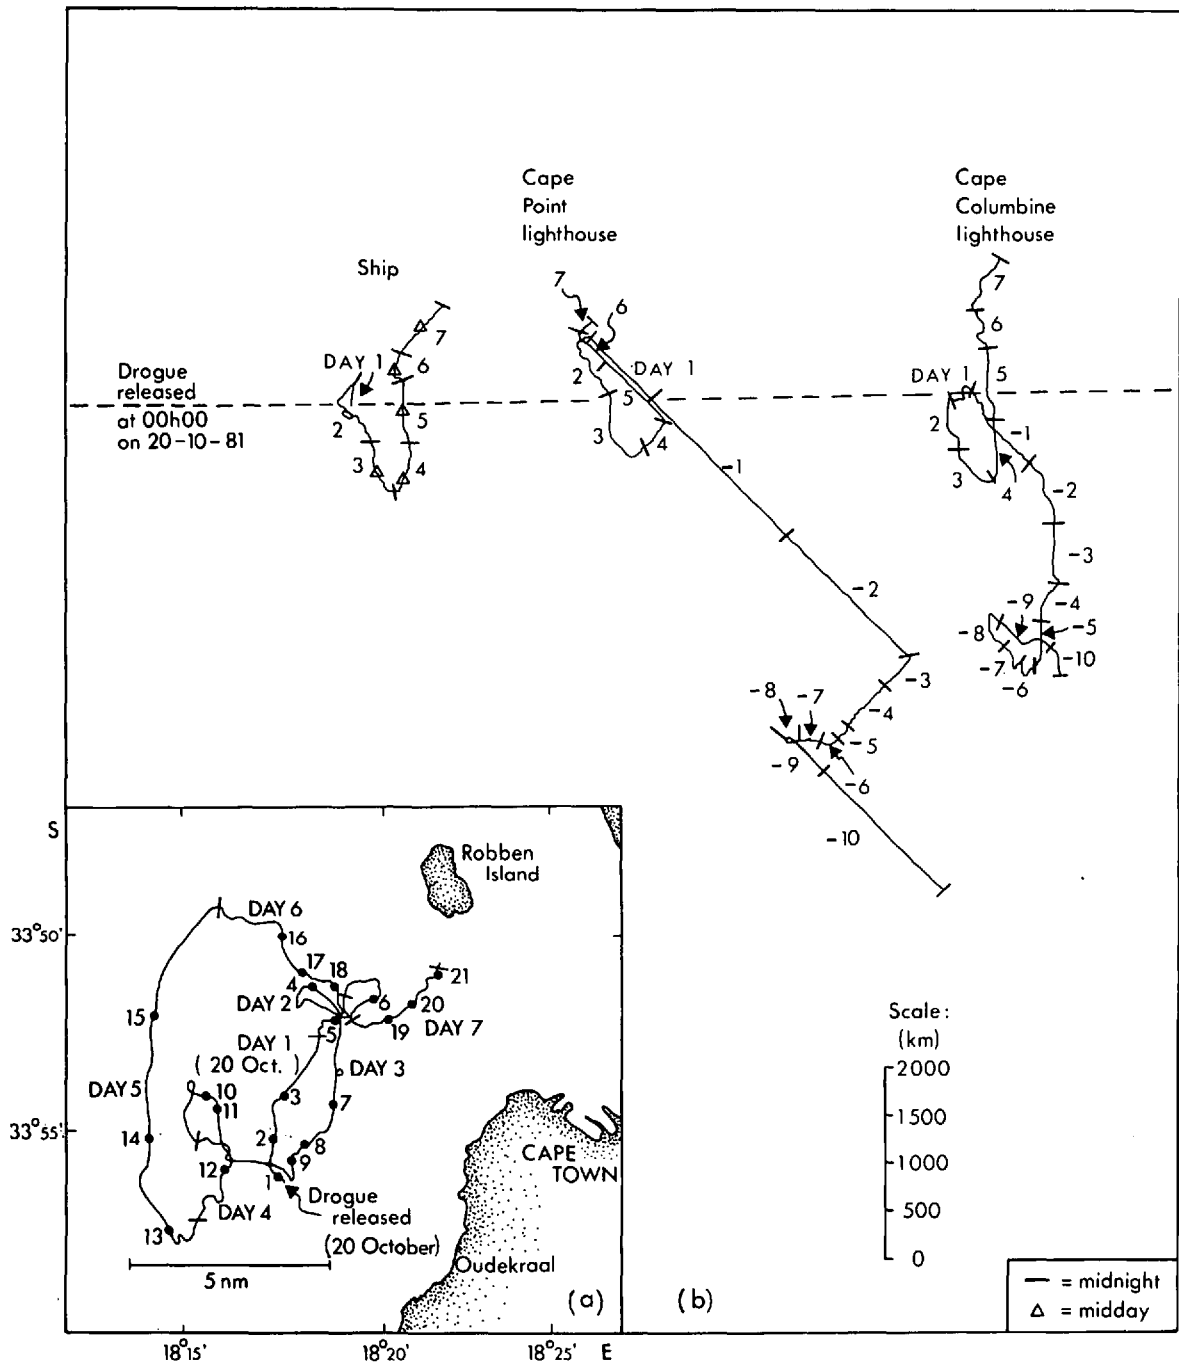 Cape
Point
lighthouse
Cape
Columbine
lighthouse
Ship
7
6
7
7
6
DAY 1
6
2
DAY 1
5
DAY 1
5
2
2
-1
Drogue
released
at 00h00
on 20-10-81
2
5
3
4
3
4
-1
3
4
-2
-2
-3
-4
-9
-5
-8
-10
-7
-6
-3
-8
-7
-4
-5
-9
-6
-10
S
Robben
Island
DAY 6
33°50'
16
17
18
21
4
DAY 2
6
20
5
19
DAY 7
15
DAY 1
(20 Oct.)
DAY 3
DAY 5
10
3
7
11
33°55'
14
2
8
12
9
1
CAPE
TOWN
Drogue
released
(20 October)
DAY 4
13
Oudekraal
5 nm
(a)
(b)
Scale:
(km)
2000
1500
1000
500
0
= midnight
= midday
18°15'
18°20'
18°25'
E